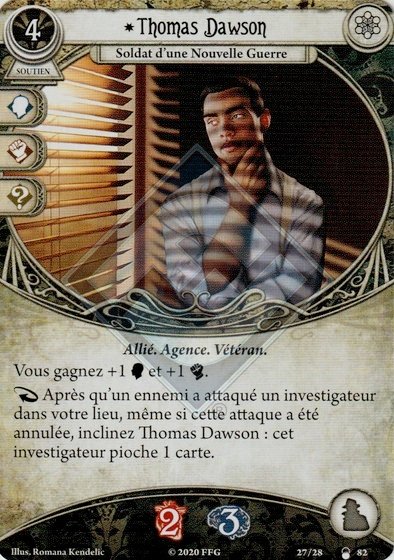 4
*Thomas Dawson
SOUTIEN
Soldat d'une Nouvelle Guerre
?
Allié. Agence. Vétéran.
Vous gagnez +1 et +1 .
Après qu'un ennemi a attaqué un investigateur
dans votre lieu, même si cette attaque a été
annulée, inclinez Thomas Dawson : cet
investigateur pioche 1 carte.
2 3
Illus. Romana Kendelic © 2020 FFG 27/28 82